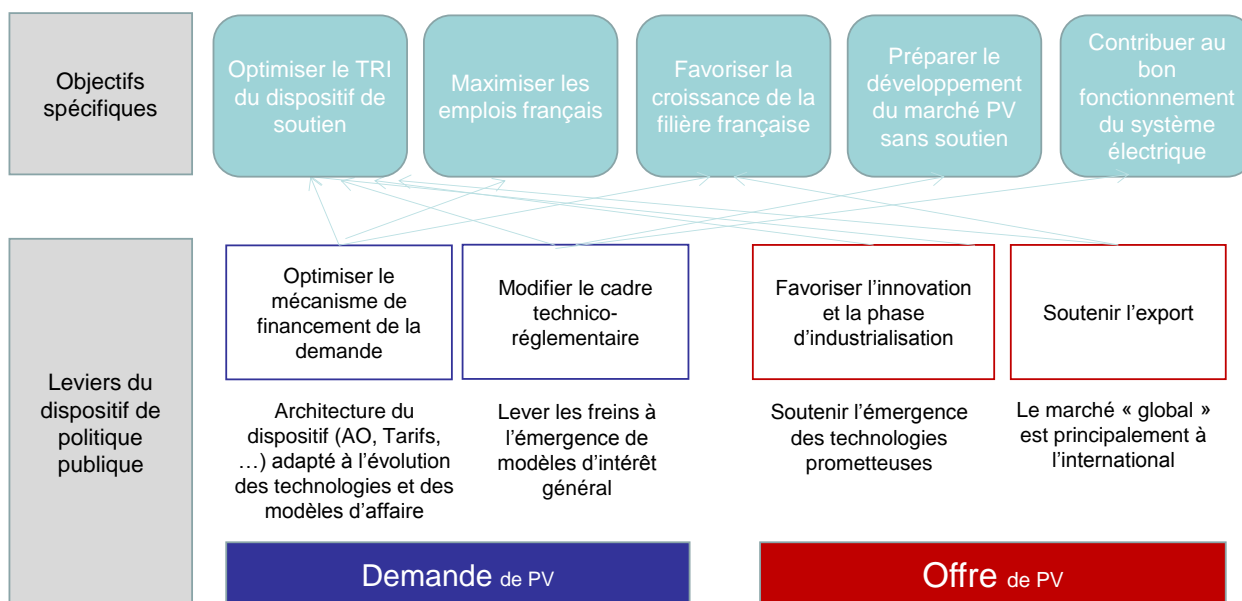 Objectifs
spécifiques
Optimiser le TRI
du dispositif de
soutien
Maximiser les
emplois français
Favoriser la
croissance de la
filière française
Préparer le
développement
du marché PV
sans soutien
Contribuer au
bon
fonctionnement
du système
électrique
Leviers du
dispositif de
politique
publique
Optimiser le
mécanisme de
financement de la
demande
Modifier le cadre
technico-
réglementaire
Favoriser l’innovation
et la phase
d’industrialisation
Soutenir l’export
Architecture du
dispositif (AO, Tarifs,
…) adapté à l’évolution
des technologies et des
modèles d’affaire
Lever les freins à
l’émergence de
modèles d’intérêt
général
Soutenir l’émergence
des technologies
prometteuses
Le marché « global »
est principalement à
l’international
Demande de PV
Offre de PV